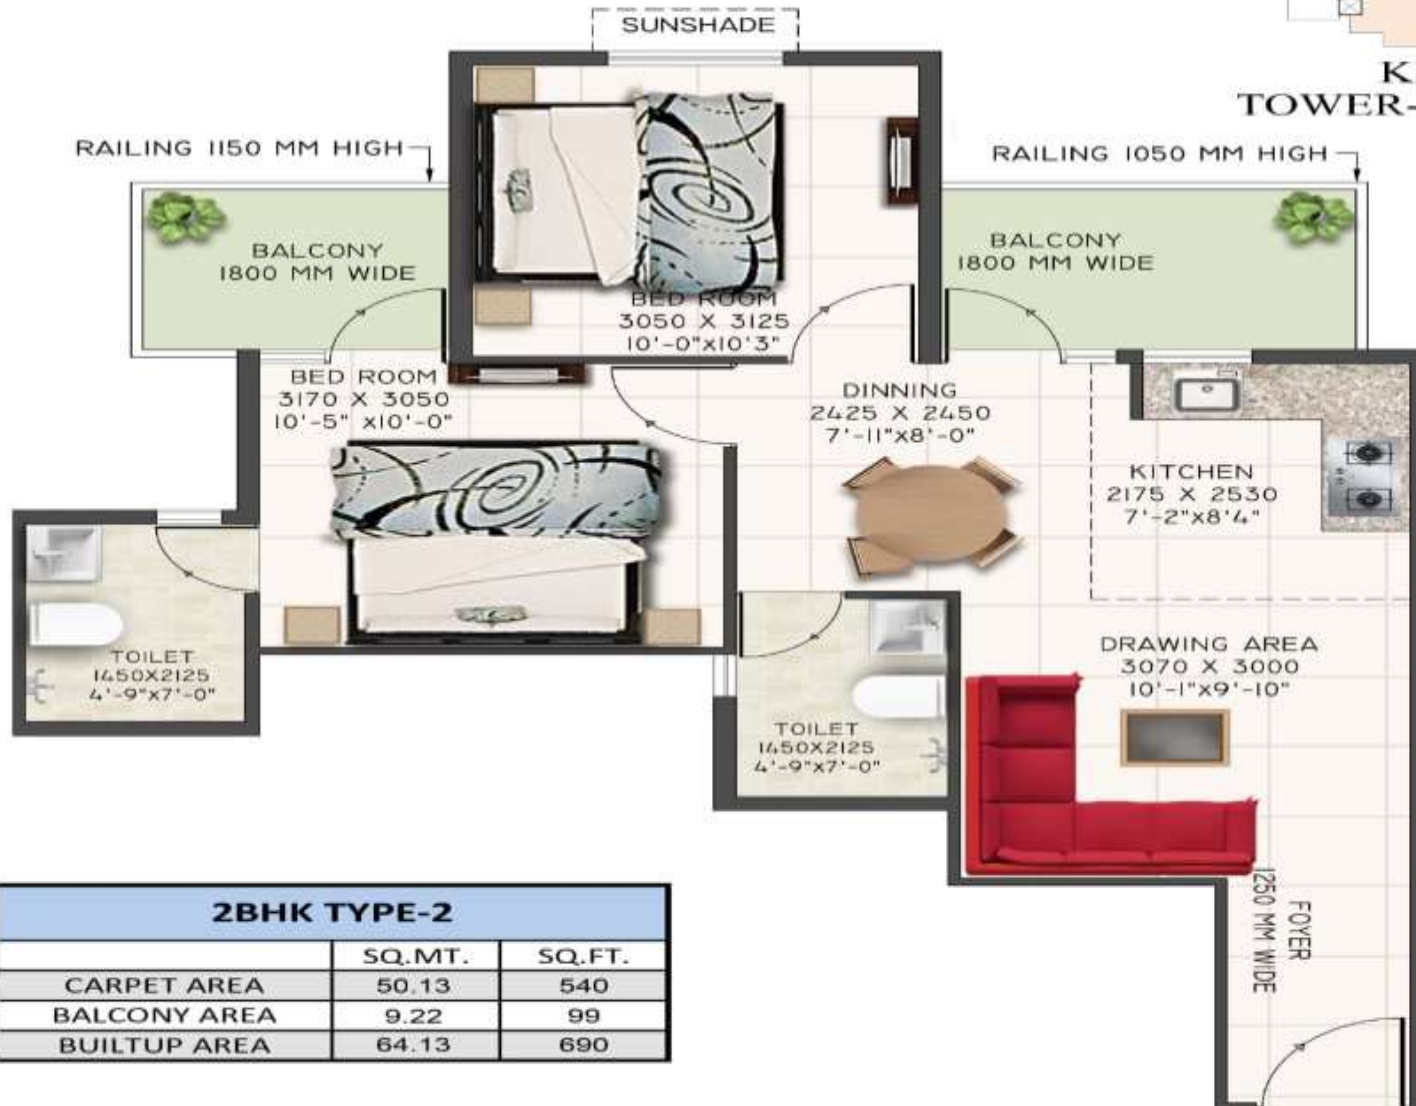 SUNSHADE
K
TOWER-
RAILING 1150 MM HIGH
RAILING 1050 MM HIGH
BALCONY
1800 MM WIDE
BALCONY
1800 MM WIDE
BED ROOM
3050 X 3125
10'-0"x10'3"
BED ROOM
3170 X 3050
10'-5" x10'-0"
DINNING
2425 X 2450
7'-11"x8'-0"
KITCHEN
2175 X 2530
7'-2"x8'4"
TOILET
1450X2125
4'-9"x7'-0"
DRAWING AREA
3070 X 3000
10'-1"x9'-10"
TOILET
1450X2125
4'-9"x7'-0"
FOYER
1250 MM WIDE
2BHK TYPE-2
SQ.MT. SQ.FT.
CARPET AREA 50.13 540
BALCONY AREA 9.22 99
BUILTUP AREA 64.13 690